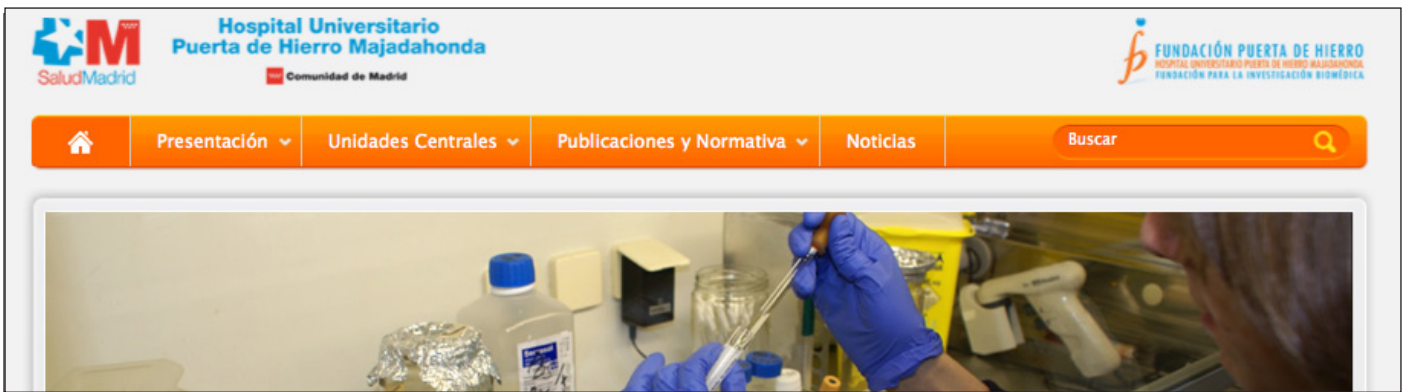 SaludMadrid
Hospital Universitario
Puerta de Hierro Majadahonda
Comunidad de Madrid
FUNDACIÓN PUERTA DE HIERRO
HOSPITAL UNIVERSITARIO PUERTA DE HIERRO MAJADAHONDA
FUNDACIÓN PARA LA INVESTIGACIÓN BIOMÉDICA
Presentación
Unidades Centrales
Publicaciones y Normativa
Noticias
Buscar